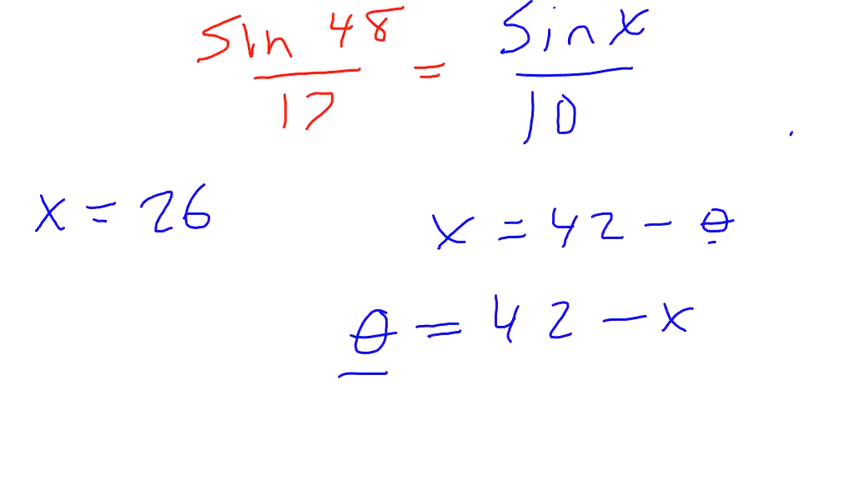 sin 48 = sin x
17 10
x = 26
x = 42 - θ
θ = 42 - x